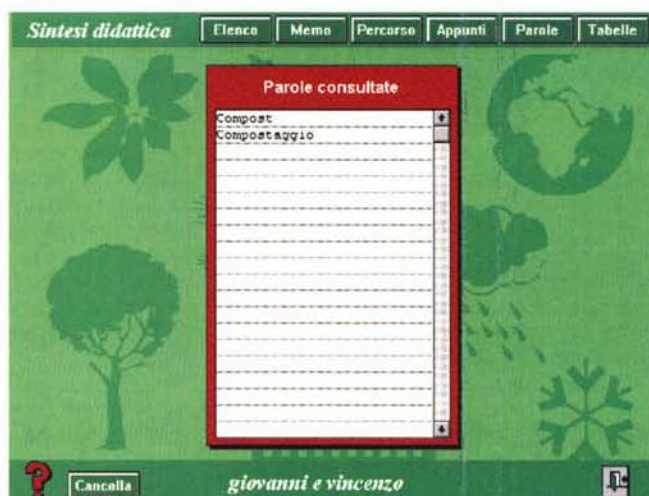 Sintesi didattica Elenco Memo Percorso Appunti Parole Tabelle
Parole consultate
Compost
Compostaggio
? Cancella giovanni e vincenzo